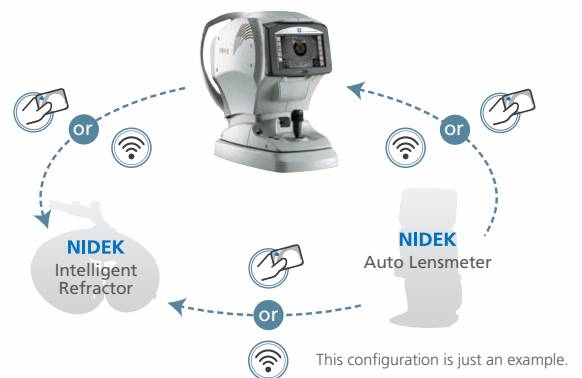 or
or
NIDEK
Intelligent
Refractor
NIDEK
Auto Lensmeter
or
This configuration is just an example.